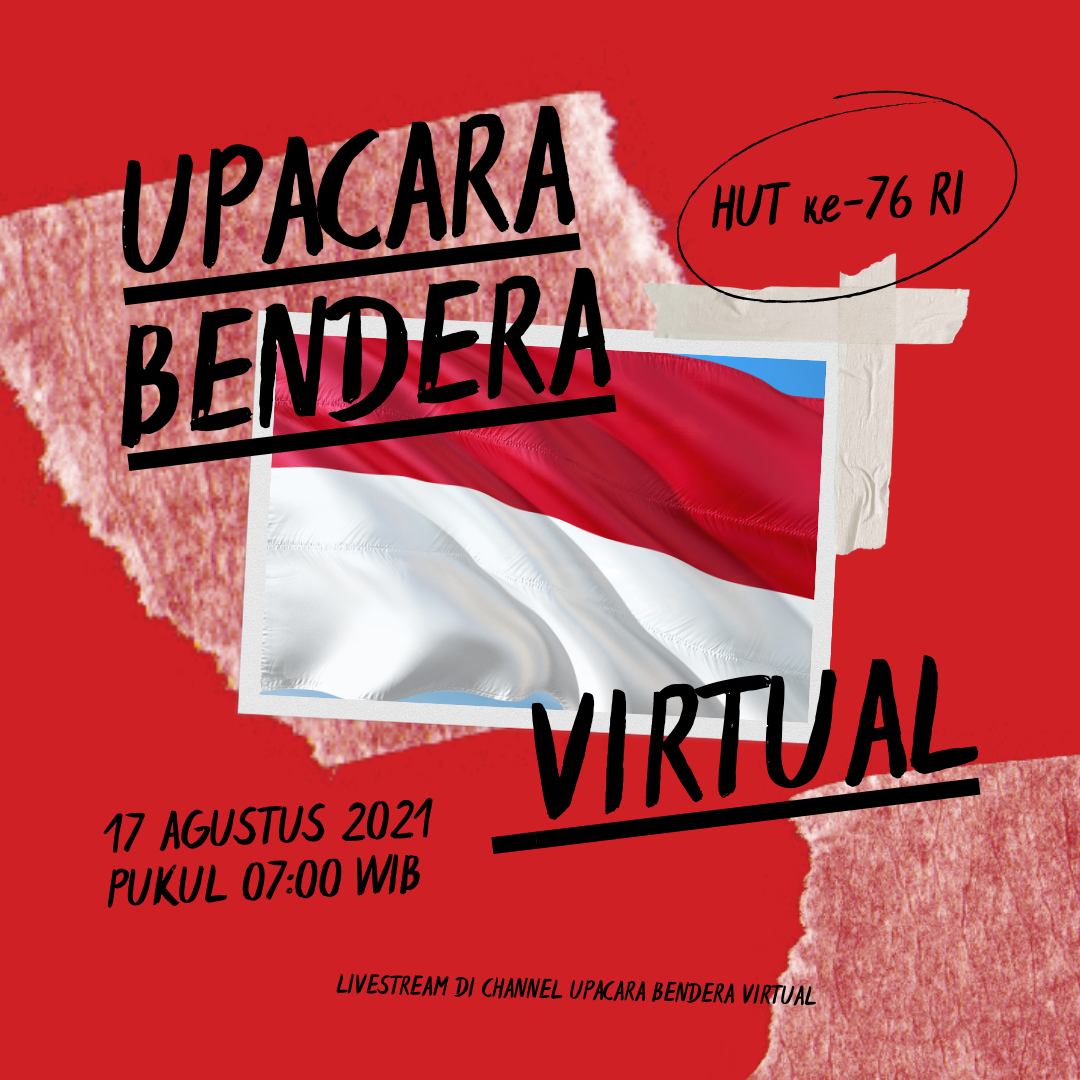 UPACARA
BENDERA
HUT ke-76 RI
VIRTUAL
17 AGUSTUS 2021
PUKUL 07:00 WIB
LIVESTREAM DI CHANNEL UPACARA BENDERA VIRTUAL